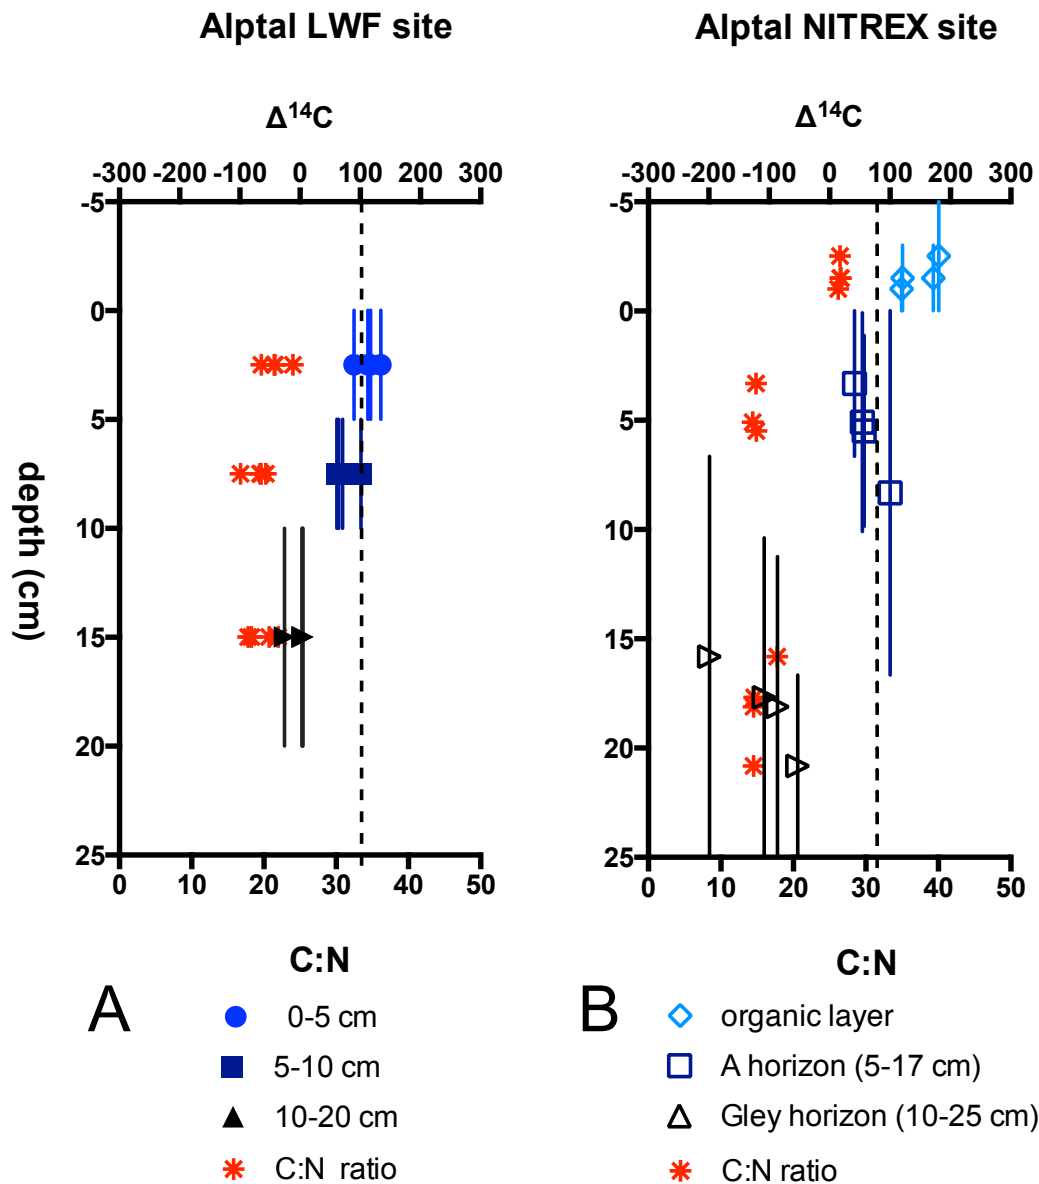 Alptal LWF site
Δ¹⁴C
-300 -200 -100 0 100 200 300
-5
0
5
10
15
20
25
depth (cm)
0 10 20 30 40 50
C:N
A
0-5 cm
5-10 cm
10-20 cm
C:N ratio
Alptal NITREX site
Δ¹⁴C
-300 -200 -100 0 100 200 300
-5
0
5
10
15
20
25
0 10 20 30 40 50
C:N
B
organic layer
A horizon (5-17 cm)
Gley horizon (10-25 cm)
C:N ratio